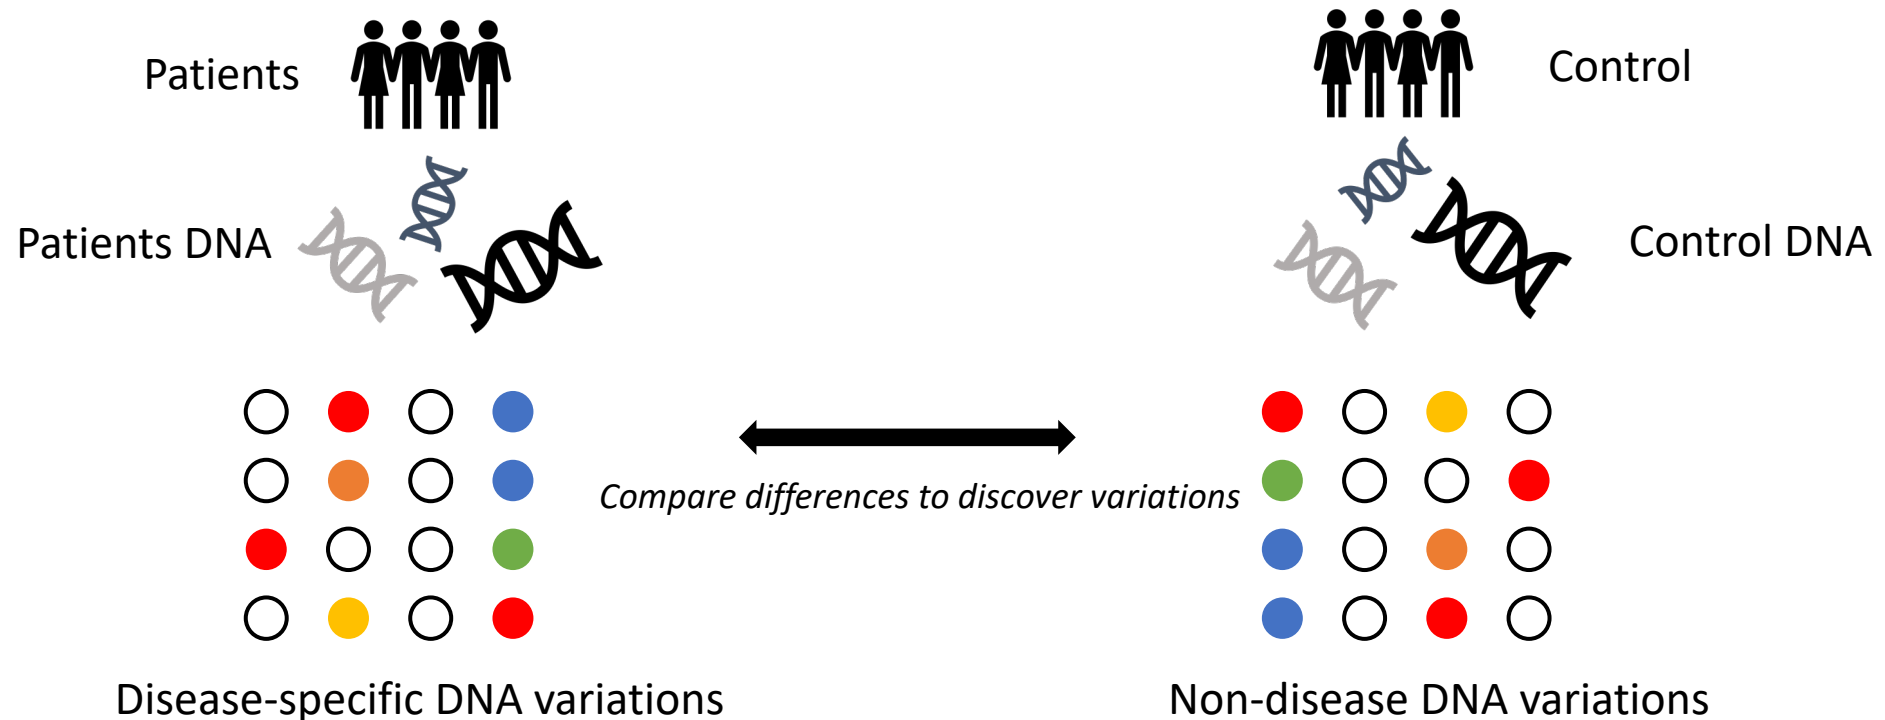 Patients
Control
Patients DNA
Control DNA
Compare differences to discover variations
Disease-specific DNA variations
Non-disease DNA variations